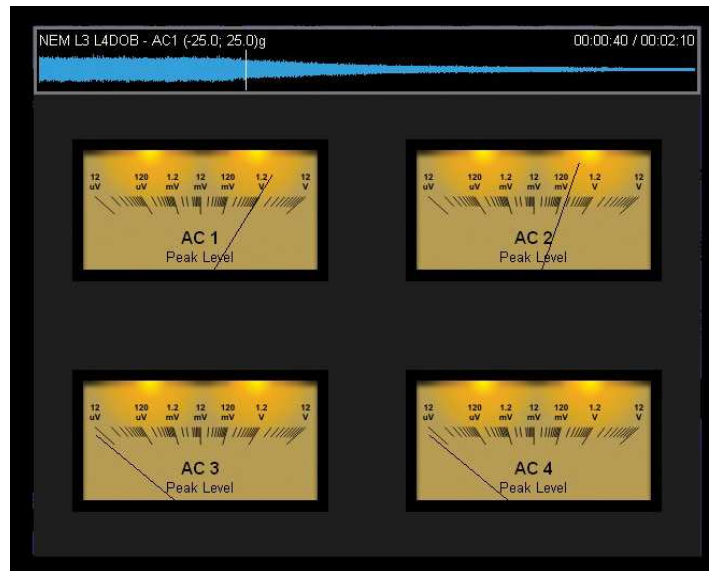 NEM L3 L4DOB - AC1 (-25.0; 25.0)g 00:00:40 / 00:02:10
12 120 1.2 12 120 1.2 12
uV uV mV mV mV V V
AC 1
Peak Level
12 120 1.2 12 120 1.2 12
uV uV mV mV mV V V
AC 2
Peak Level
12 120 1.2 12 120 1.2 12
uV uV mV mV mV V V
AC 3
Peak Level
12 120 1.2 12 120 1.2 12
uV uV mV mV mV V V
AC 4
Peak Level